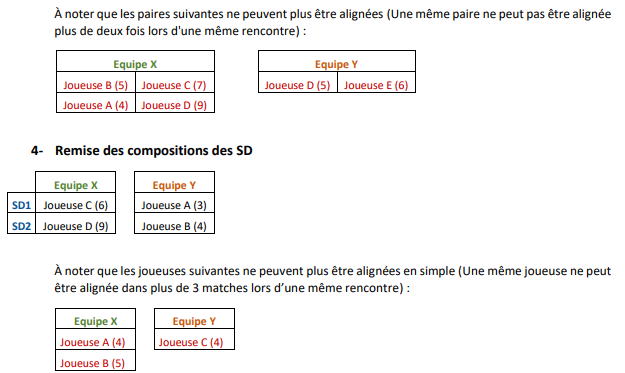 À noter que les paires suivantes ne peuvent plus être alignées (Une même paire ne peut pas être alignée
plus de deux fois lors d'une même rencontre) :
Equipe X Equipe Y
Joueuse B (5) Joueuse C (7) Joueuse D (5) Joueuse E (6)
Joueuse A (4) Joueuse D (9)
4- Remise des compositions des SD
Equipe X Equipe Y
SD1 Joueuse C (6) Joueuse A (3)
SD2 Joueuse D (9) Joueuse B (4)
À noter que les joueuses suivantes ne peuvent plus être alignées en simple (Une même joueuse ne peut
être alignée dans plus de 3 matches lors d’une même rencontre) :
Equipe X Equipe Y
Joueuse A (4) Joueuse C (4)
Joueuse B (5)